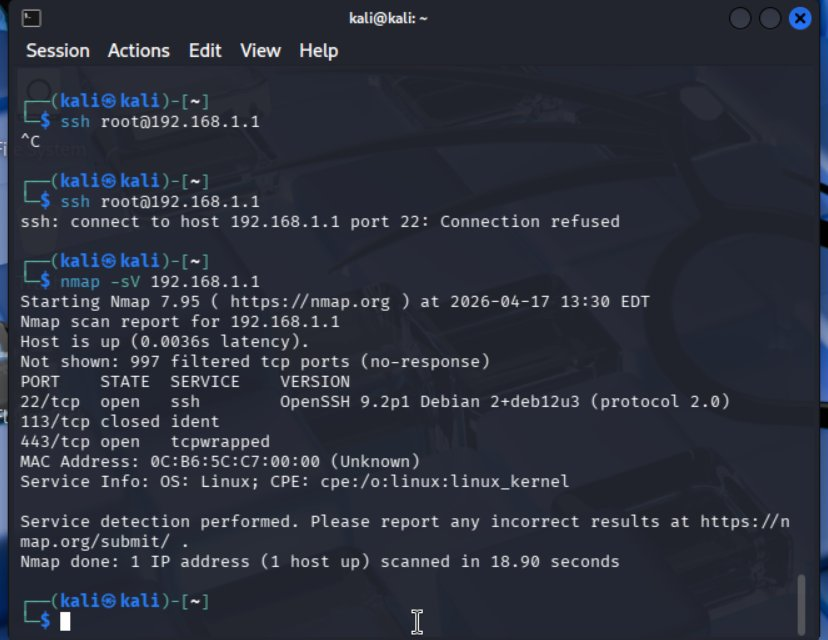 kali@kali: ~
Session Actions Edit View Help
┌──(kali㉿kali)-[~]
└─$ ssh root@192.168.1.1
^C
┌──(kali㉿kali)-[~]
└─$ ssh root@192.168.1.1
ssh: connect to host 192.168.1.1 port 22: Connection refused
┌──(kali㉿kali)-[~]
└─$ nmap -sV 192.168.1.1
Starting Nmap 7.95 ( https://nmap.org ) at 2026-04-17 13:30 EDT
Nmap scan report for 192.168.1.1
Host is up (0.0036s latency).
Not shown: 997 filtered tcp ports (no-response)
PORT    STATE  SERVICE    VERSION
22/tcp  open   ssh        OpenSSH 9.2p1 Debian 2+deb12u3 (protocol 2.0)
113/tcp closed ident
443/tcp open   tcpwrapped
MAC Address: 0C:B6:5C:C7:00:00 (Unknown)
Service Info: OS: Linux; CPE: cpe:/o:linux:linux_kernel
Service detection performed. Please report any incorrect results at https://n
map.org/submit/ .
Nmap done: 1 IP address (1 host up) scanned in 18.90 seconds
┌──(kali㉿kali)-[~]
└─$